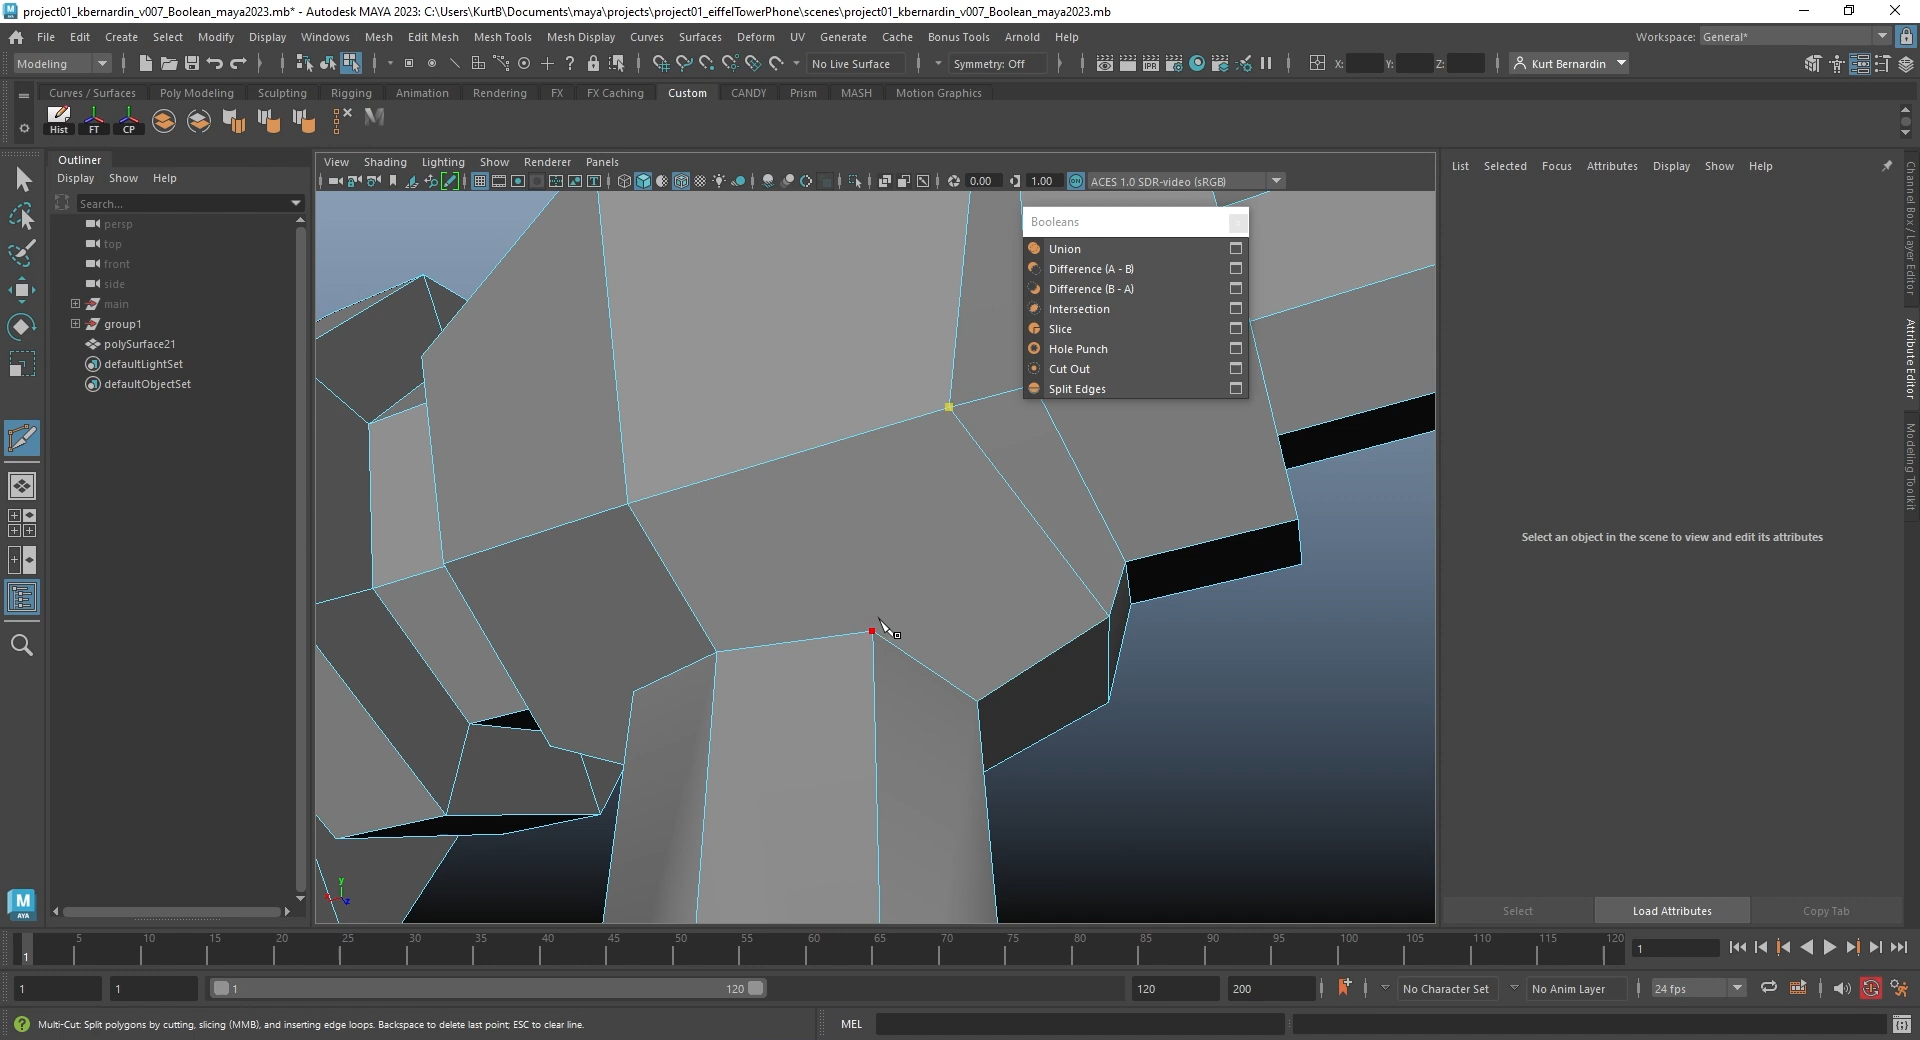 project01_kbernardin_v007_Boolean_maya2023.mb* - Autodesk MAYA 2023: C:\Users\KurtB\Documents\maya\projects\project01_eiffelTowerPhone\scenes\project01_kbernardin_v007_Boolean_maya2023.mb
File Edit Create Select Modify Display Windows Mesh Edit Mesh Mesh Tools Mesh Display Curves Surfaces Deform UV Generate Cache Bonus Tools Arnold Help Workspace: General*
Modeling No Live Surface Symmetry: Off X: Y: Z: Kurt Bernardin
Curves / Surfaces Poly Modeling Sculpting Rigging Animation Rendering FX FX Caching Custom CANDY Prism MASH Motion Graphics
Hist FT CP
Outliner
Display Show Help
Search...
persp
top
front
side
main
group1
polySurface21
defaultLightSet
defaultObjectSet
View Shading Lighting Show Renderer Panels
0.00 1.00 ACES 1.0 SDR-video (sRGB)
Booleans
Union
Difference (A - B)
Difference (B - A)
Intersection
Slice
Hole Punch
Cut Out
Split Edges
List Selected Focus Attributes Display Show Help
Select an object in the scene to view and edit its attributes
Select Load Attributes Copy Tab
Channel Box / Layer Editor
Attribute Editor
Modeling Toolkit
5 10 15 20 25 30 35 40 45 50 55 60 65 70 75 80 85 90 95 100 105 110 115 120
1 1
1 1 1 120 120 200 No Character Set No Anim Layer 24 fps
Multi-Cut: Split polygons by cutting, slicing (MMB), and inserting edge loops. Backspace to delete last point; ESC to clear line. MEL